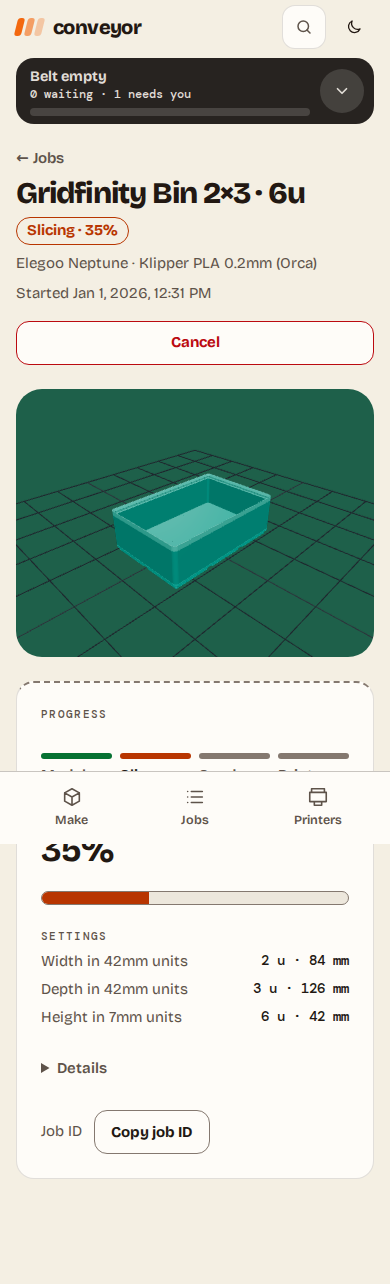 conveyor
Belt empty
0 waiting · 1 needs you
← Jobs
Gridfinity Bin 2×3 · 6u
Slicing · 35%
Elegoo Neptune · Klipper PLA 0.2mm (Orca)
Started Jan 1, 2026, 12:31 PM
Cancel
PROGRESS
Make Jobs Printers
35%
SETTINGS
Width in 42mm units 2 u · 84 mm
Depth in 42mm units 3 u · 126 mm
Height in 7mm units 6 u · 42 mm
Details
Job ID Copy job ID